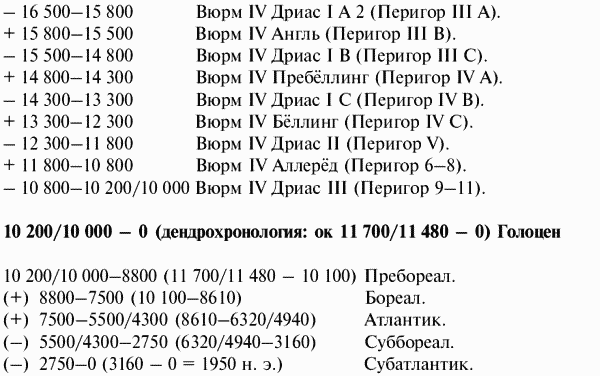 − 16 500−15 800 Вюрм IV Дриас I А 2 (Перигор III А).
+ 15 800−15 500 Вюрм IV Англь (Перигор III В).
− 15 500−14 800 Вюрм IV Дриас I В (Перигор III С).
+ 14 800−14 300 Вюрм IV Пребёллинг (Перигор IV А).
− 14 300−13 300 Вюрм IV Дриас I С (Перигор IV В).
+ 13 300−12 300 Вюрм IV Бёллинг (Перигор IV С).
− 12 300−11 800 Вюрм IV Дриас II (Перигор V).
+ 11 800−10 800 Вюрм IV Аллерёд (Перигор 6−8).
− 10 800−10 200/10 000 Вюрм IV Дриас III (Перигор 9−11).
10 200/10 000 − 0 (дендрохронология: ок 11 700/11 480 − 0) Голоцен
10 200/10 000−8800 (11 700/11 480 − 10 100) Пребореал.
(+) 8800−7500 (10 100−8610) Бореал.
(+) 7500−5500/4300 (8610−6320/4940) Атлантик.
(−) 5500/4300−2750 (6320/4940−3160) Суббореал.
(−) 2750−0 (3160 − 0 = 1950 н. э.) Субатлантик.